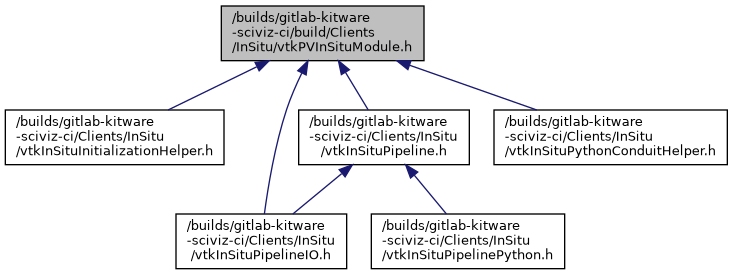 /builds/gitlab-kitware
-sciviz-ci/build/Clients
/InSitu/vtkPVInSituModule.h
/builds/gitlab-kitware
-sciviz-ci/Clients/InSitu
/vtkInSituInitializationHelper.h
/builds/gitlab-kitware
-sciviz-ci/Clients/InSitu
/vtkInSituPipeline.h
/builds/gitlab-kitware
-sciviz-ci/Clients/InSitu
/vtkInSituPythonConduitHelper.h
/builds/gitlab-kitware
-sciviz-ci/Clients/InSitu
/vtkInSituPipelineIO.h
/builds/gitlab-kitware
-sciviz-ci/Clients/InSitu
/vtkInSituPipelinePython.h